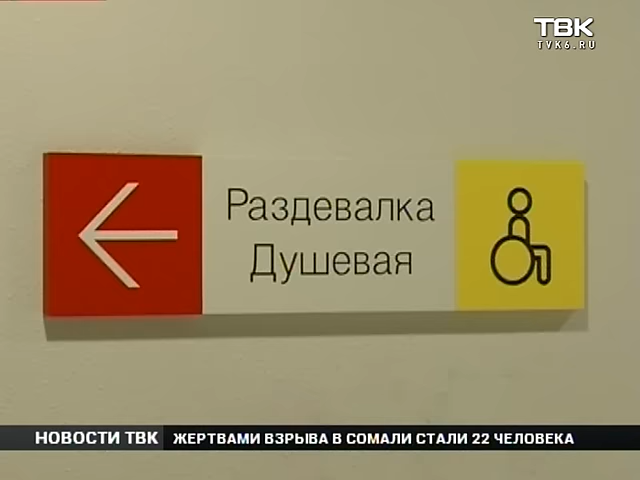 ТВК
TVK6.RU
Раздевалка
Душевая
НОВОСТИ ТВК ЖЕРТВАМИ ВЗРЫВА В СОМАЛИ СТАЛИ 22 ЧЕЛОВЕКА